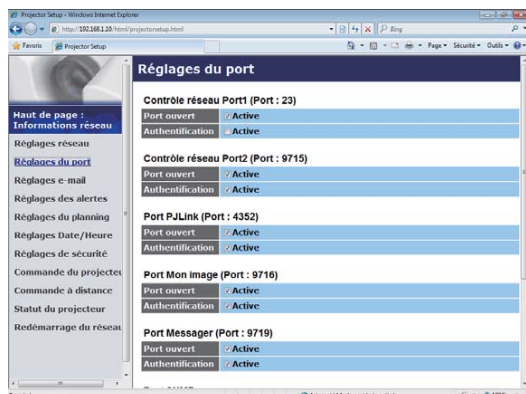 Projector Setup - Windows Internet Explorer
http://192.168.1.10/html/projectorsetup.html
Bing
Favoris
Projector Setup
Page
Sécurité
Outils
Haut de page :
Informations réseau
Réglages réseau
Réglages du port
Réglages e-mail
Réglages des alertes
Réglages du planning
Réglages Date/Heure
Réglages de sécurité
Commande du projecteu
Commande à distance
Statut du projecteur
Redémarrage du réseau
Réglages du port
Contrôle réseau Port1 (Port : 23)
Port ouvert Active
Authentification Active
Contrôle réseau Port2 (Port : 9715)
Port ouvert Active
Authentification Active
Port PJLink (Port : 4352)
Port ouvert Active
Authentification Active
Port Mon image (Port : 9716)
Port ouvert Active
Authentification Active
Port Messager (Port : 9719)
Port ouvert Active
Authentification Active